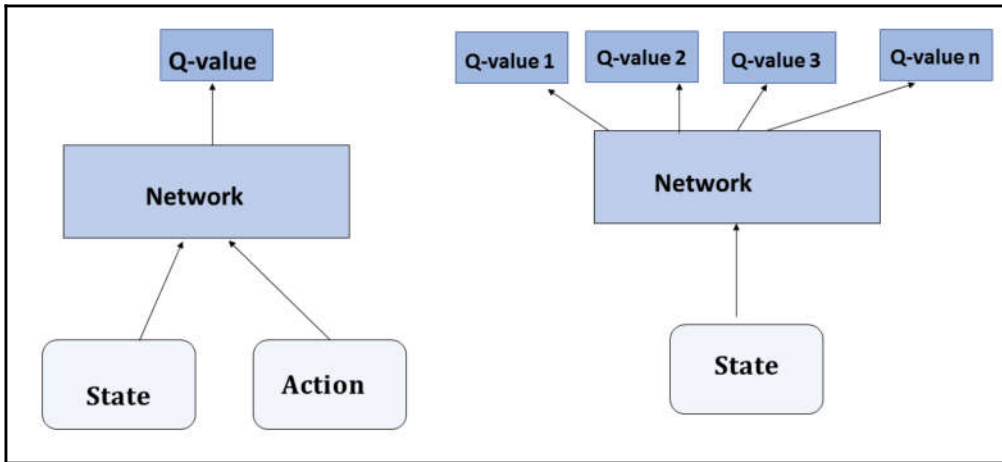 Q-value
Network
State
Action
Q-value 1
Q-value 2
Q-value 3
Q-value n
Network
State